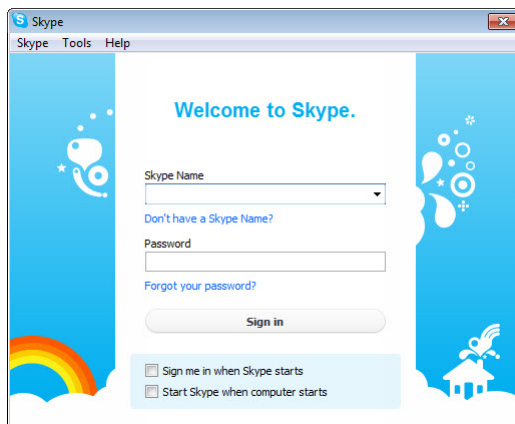 Skype
Skype Tools Help
Welcome to Skype.
Skype Name
Don't have a Skype Name?
Password
Forgot your password?
Sign in
Sign me in when Skype starts
Start Skype when computer starts